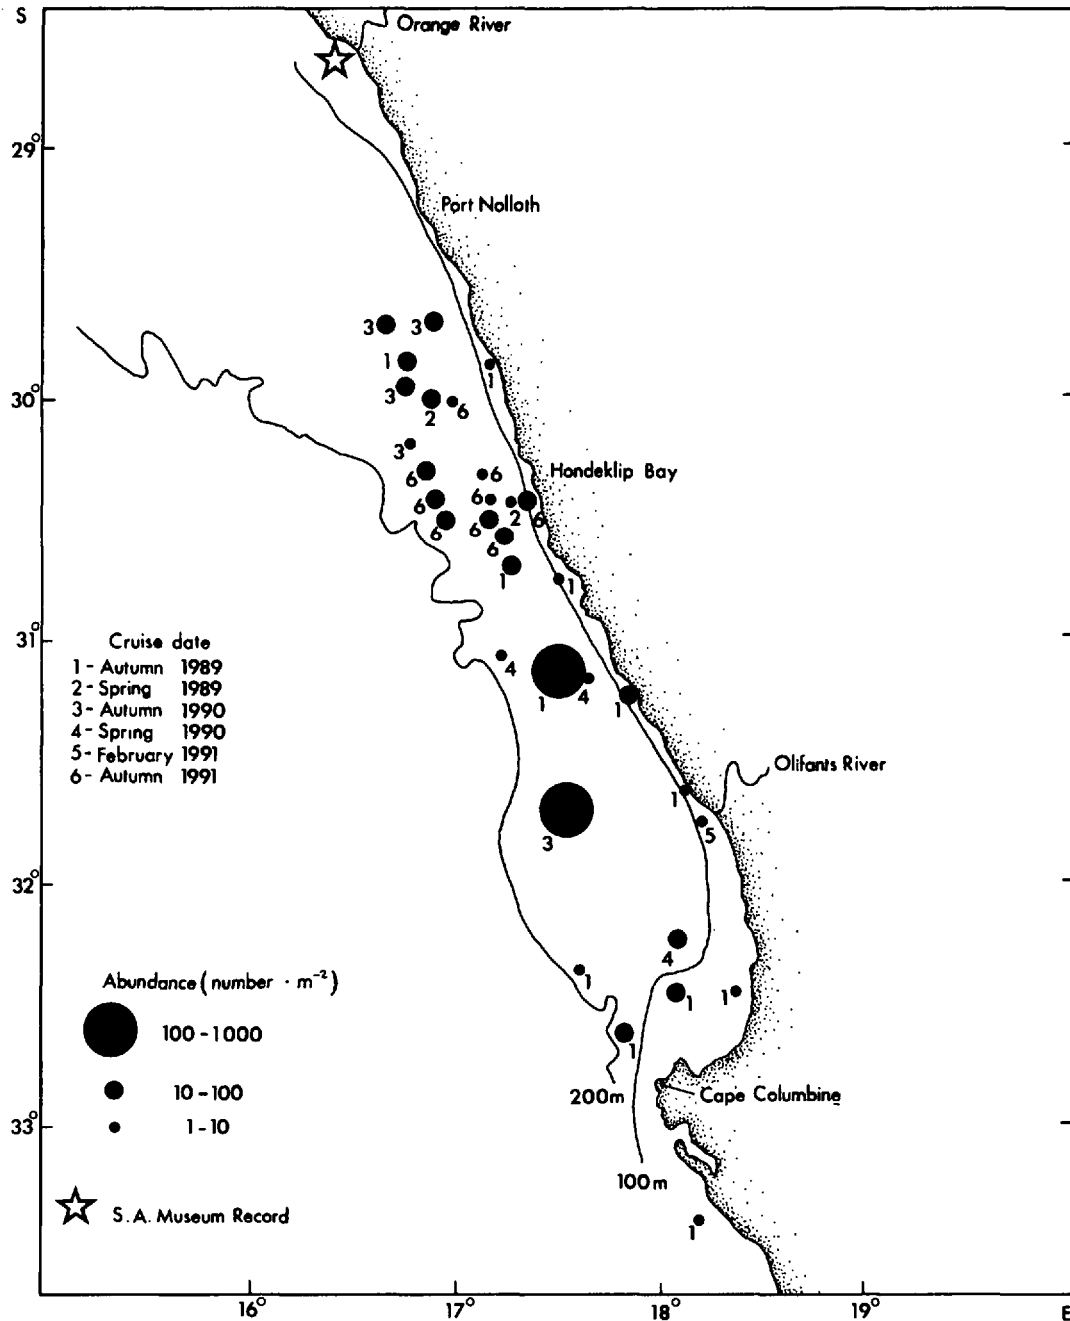 S
Orange River
29°
Port Nolloth
3 3
1
1
3
30°
2
6
3
Hondeklip Bay
6
6
6
6
2
6
6
6
6
1
1
31°
Cruise date
1 - Autumn 1989
2 - Spring 1989
3 - Autumn 1990
4 - Spring 1990
5 - February 1991
6 - Autumn 1991
4
4
1
1
Olifants River
1
5
3
32°
4
1
1
1
1
Abundance (number · m⁻²)
100 - 1000
10 - 100
1 - 10
200m
Cape Columbine
33°
100m
S.A. Museum Record
1
16° 17° 18° 19° E